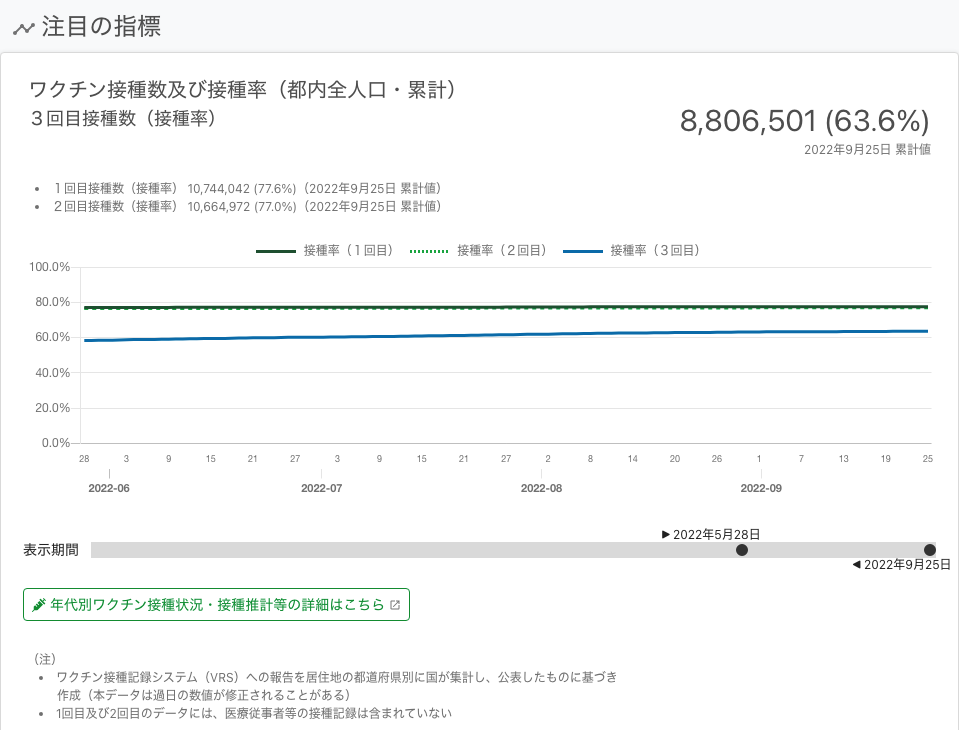 注目の指標
ワクチン接種数及び接種率（都内全人口・累計）
３回目接種数（接種率）
8,806,501 (63.6%)
2022年9月25日 累計値
• １回目接種数（接種率） 10,744,042 (77.6%)（2022年9月25日 累計値）
• ２回目接種数（接種率） 10,664,972 (77.0%)（2022年9月25日 累計値）
接種率（１回目） 接種率（２回目） 接種率（３回目）
100.0%
80.0%
60.0%
40.0%
20.0%
0.0%
28 3 9 15 21 27 3 9 15 21 27 2 8 14 20 26 1 7 13 19 25
2022-06 2022-07 2022-08 2022-09
▶ 2022年5月28日
表示期間
◀ 2022年9月25日
年代別ワクチン接種状況・接種推計等の詳細はこちら
（注）
• ワクチン接種記録システム（VRS）への報告を居住地の都道府県別に国が集計し、公表したものに基づき
作成（本データは過日の数値が修正されることがある）
• 1回目及び2回目のデータには、医療従事者等の接種記録は含まれていない